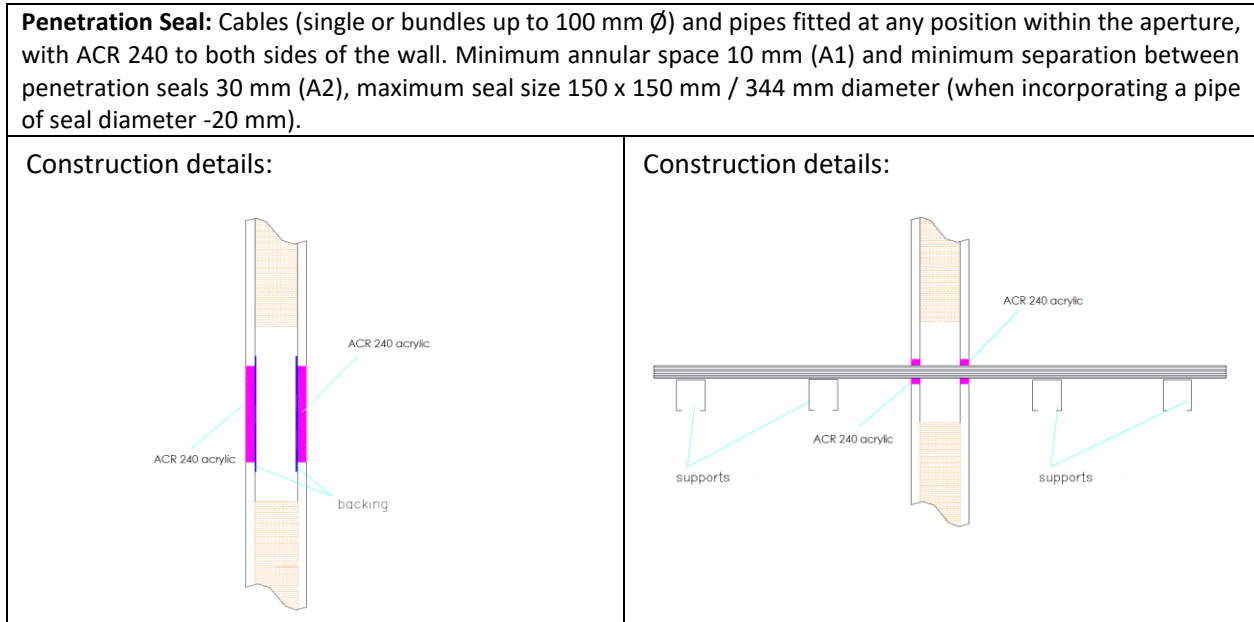 Penetration Seal: Cables (single or bundles up to 100 mm Ø) and pipes fitted at any position within the aperture,
with ACR 240 to both sides of the wall. Minimum annular space 10 mm (A1) and minimum separation between
penetration seals 30 mm (A2), maximum seal size 150 x 150 mm / 344 mm diameter (when incorporating a pipe
of seal diameter -20 mm).
Construction details:
ACR 240 acrylic
ACR 240 acrylic
backing
Construction details:
ACR 240 acrylic
ACR 240 acrylic
supports
supports